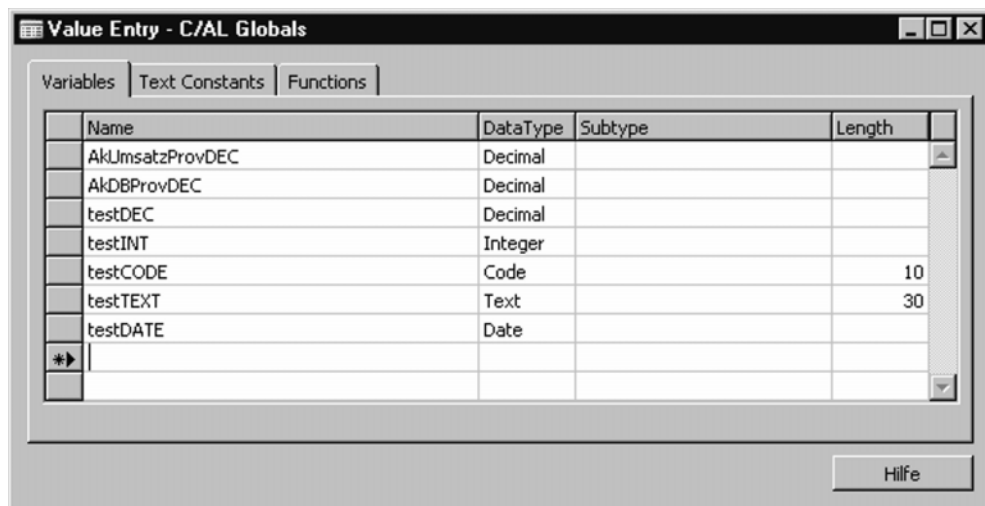 Value Entry - C/AL Globals
Variables Text Constants Functions
Name DataType Subtype Length
AkUmsatzProvDEC Decimal
AkDBProvDEC Decimal
testDEC Decimal
testINT Integer
testCODE Code 10
testTEXT Text 30
testDATE Date
Hilfe